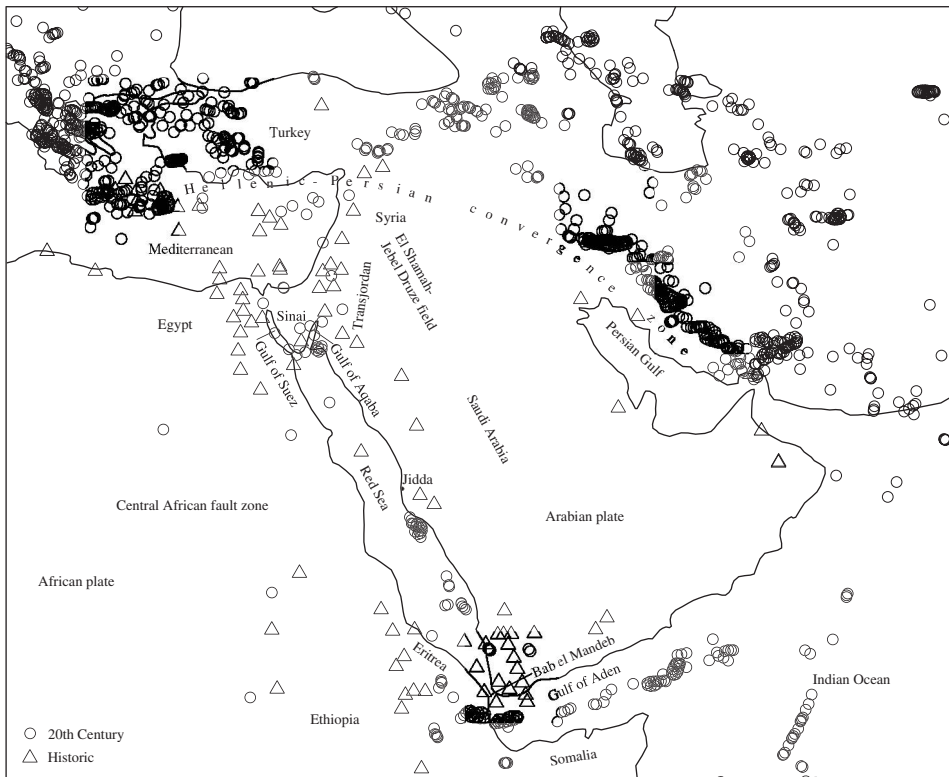 Turkey
Hellenic-Persian convergence zone
Syria
Mediterranean
El Shamah-
Jebel Druze field
Transjordan
Egypt
Sinai
Gulf of Suez
Gulf of Aqaba
Persian Gulf
Saudi Arabia
Red Sea
Jidda
Central African fault zone
Arabian plate
African plate
Eritrea
Bab el Mandeb
Gulf of Aden
Indian Ocean
Ethiopia
Somalia
20th Century
Historic